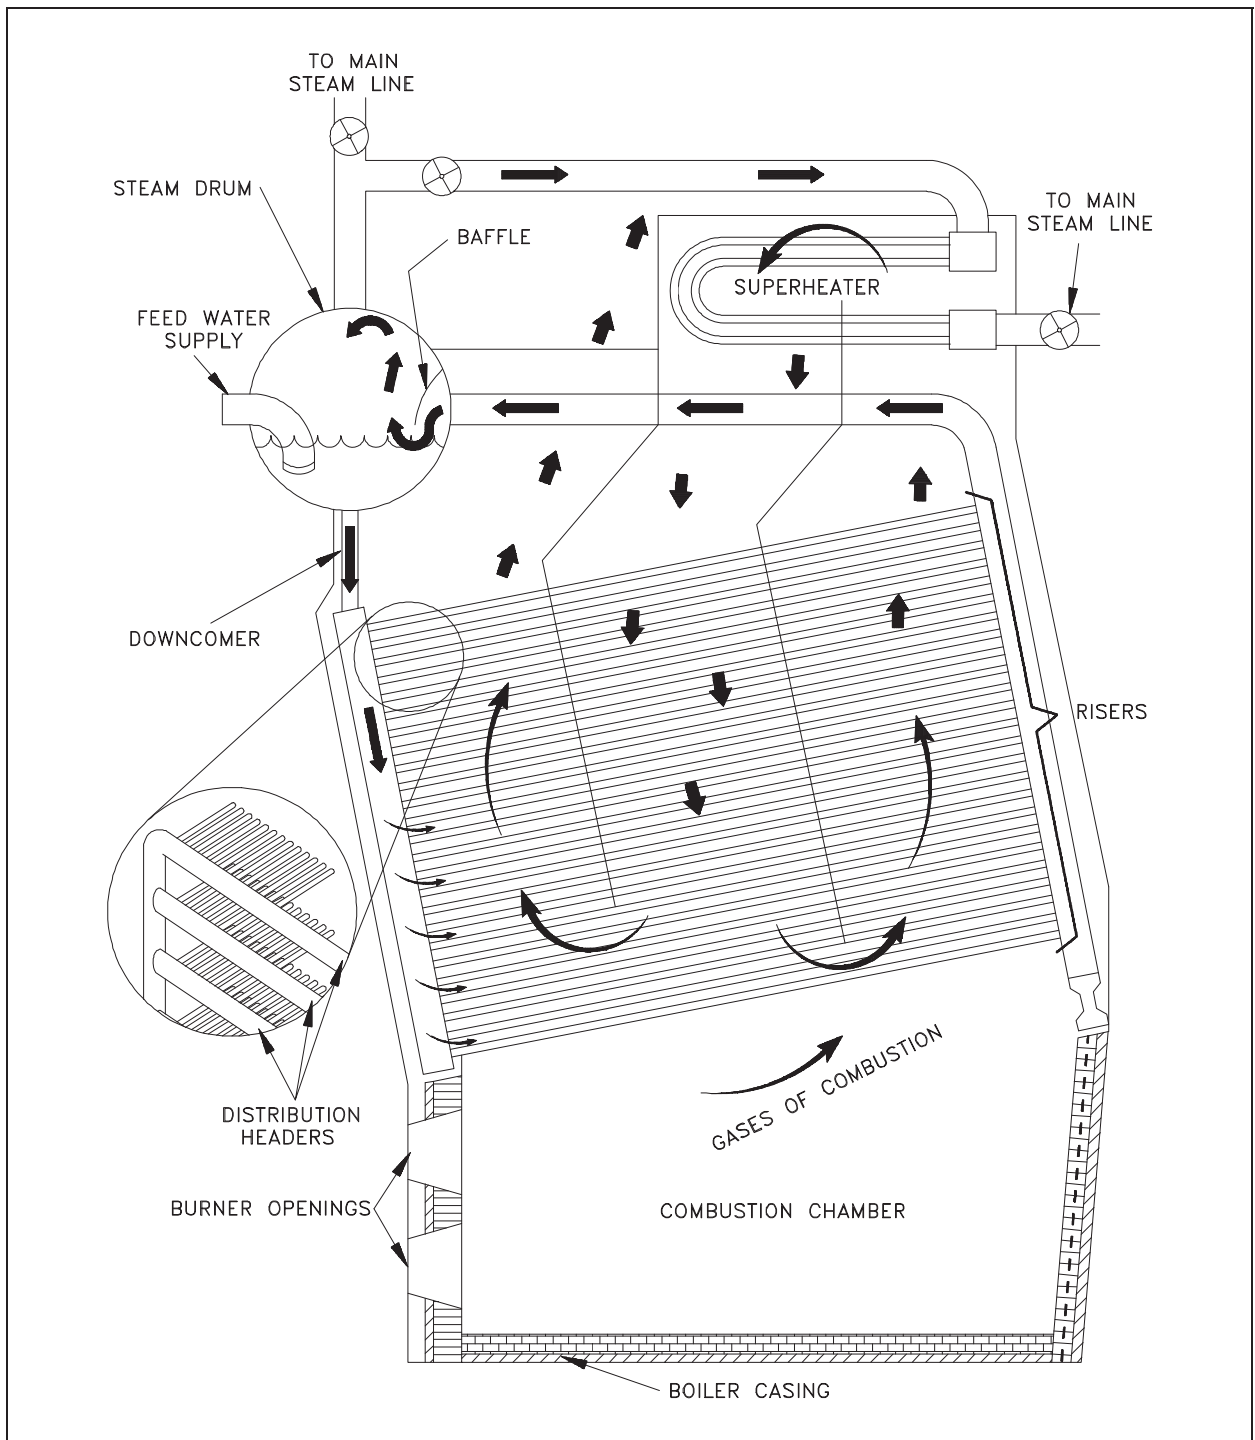 TO MAIN
STEAM LINE
STEAM DRUM
TO MAIN
STEAM LINE
BAFFLE
SUPERHEATER
FEED WATER
SUPPLY
DOWNCOMER
RISERS
GASES OF COMBUSTION
DISTRIBUTION
HEADERS
BURNER OPENINGS
COMBUSTION CHAMBER
BOILER CASING